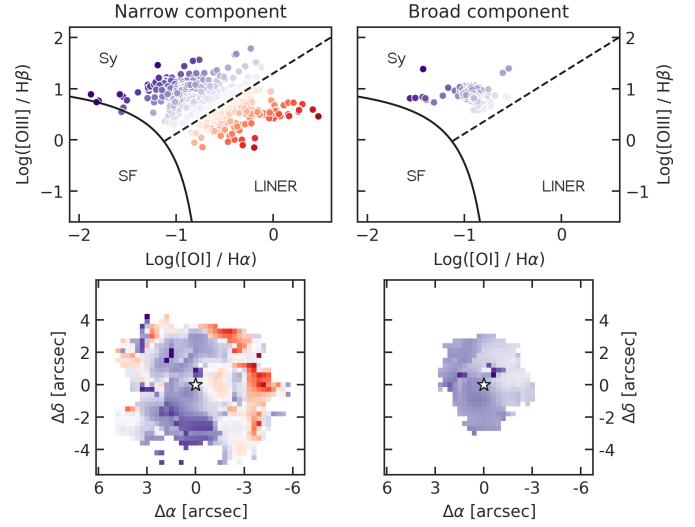 Narrow component
Broad component
Log([OIII] / Hβ)
2
1
0
−1
Sy
SF
LINER
−2
−1
0
Log([OI] / Hα)
Sy
SF
LINER
−2
−1
0
Log([OI] / Hα)
2
1
0
−1
Log([OIII] / Hβ)
Δδ [arcsec]
4
2
0
-2
-4
6
3
0
-3
-6
Δα [arcsec]
6
3
0
-3
-6
Δα [arcsec]
4
2
0
-2
-4
Δδ [arcsec]